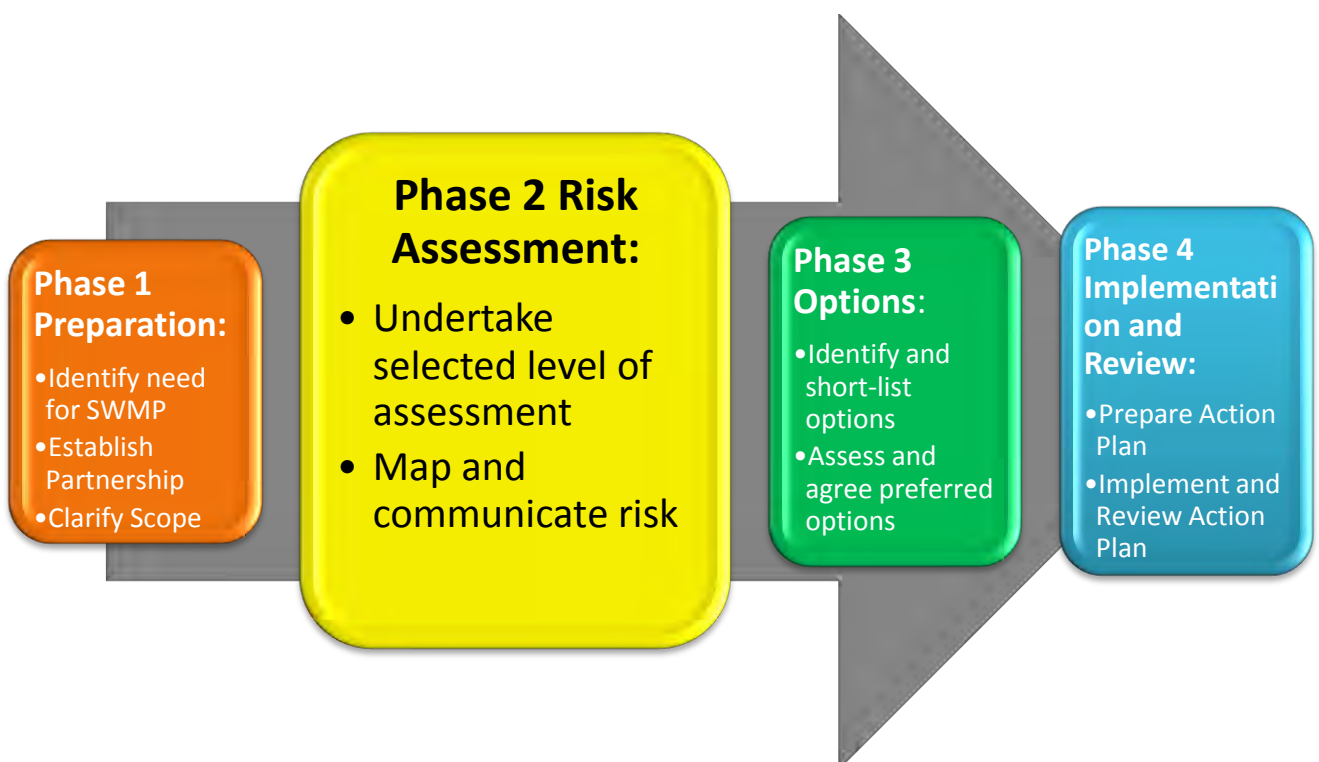 Phase 1
Preparation:
•Identify need
for SWMP
•Establish
Partnership
•Clarify Scope
Phase 2 Risk
Assessment:
• Undertake
selected level of
assessment
• Map and
communicate risk
Phase 3
Options:
•Identify and
short-list
options
•Assess and
agree preferred
options
Phase 4
Implementati
on and
Review:
•Prepare Action
Plan
•Implement and
Review Action
Plan